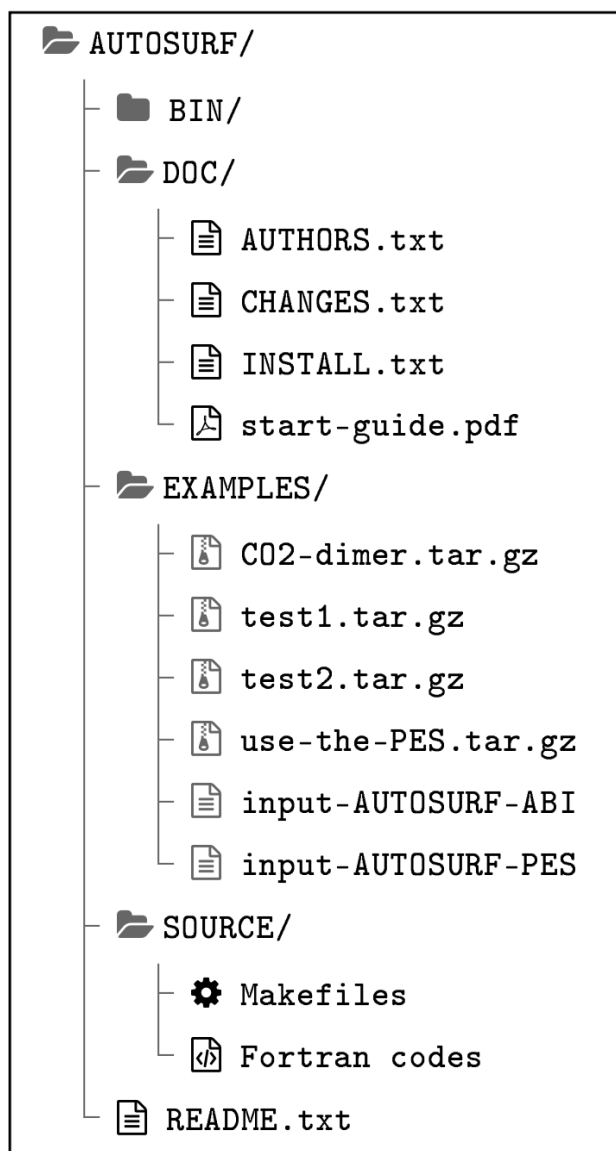 AUTOSURF/
BIN/
DOC/
AUTHORS.txt
CHANGES.txt
INSTALL.txt
start-guide.pdf
EXAMPLES/
CO2-dimer.tar.gz
test1.tar.gz
test2.tar.gz
use-the-PES.tar.gz
input-AUTOSURF-ABI
input-AUTOSURF-PES
SOURCE/
Makefiles
Fortran codes
README.txt